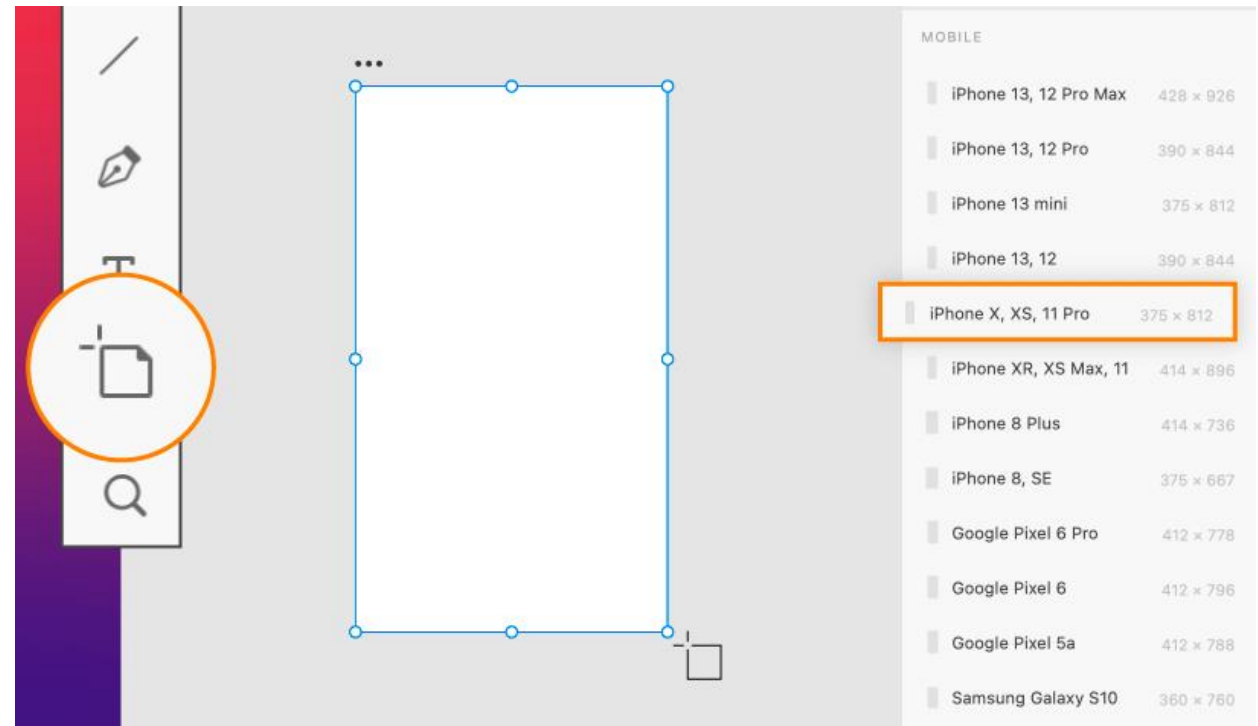 •••
T
MOBILE
iPhone 13, 12 Pro Max 428 × 926
iPhone 13, 12 Pro 390 × 844
iPhone 13 mini 375 × 812
iPhone 13, 12 390 × 844
iPhone X, XS, 11 Pro 375 × 812
iPhone XR, XS Max, 11 414 × 896
iPhone 8 Plus 414 × 736
iPhone 8, SE 375 × 667
Google Pixel 6 Pro 412 × 778
Google Pixel 6 412 × 796
Google Pixel 5a 412 × 788
Samsung Galaxy S10 360 × 760